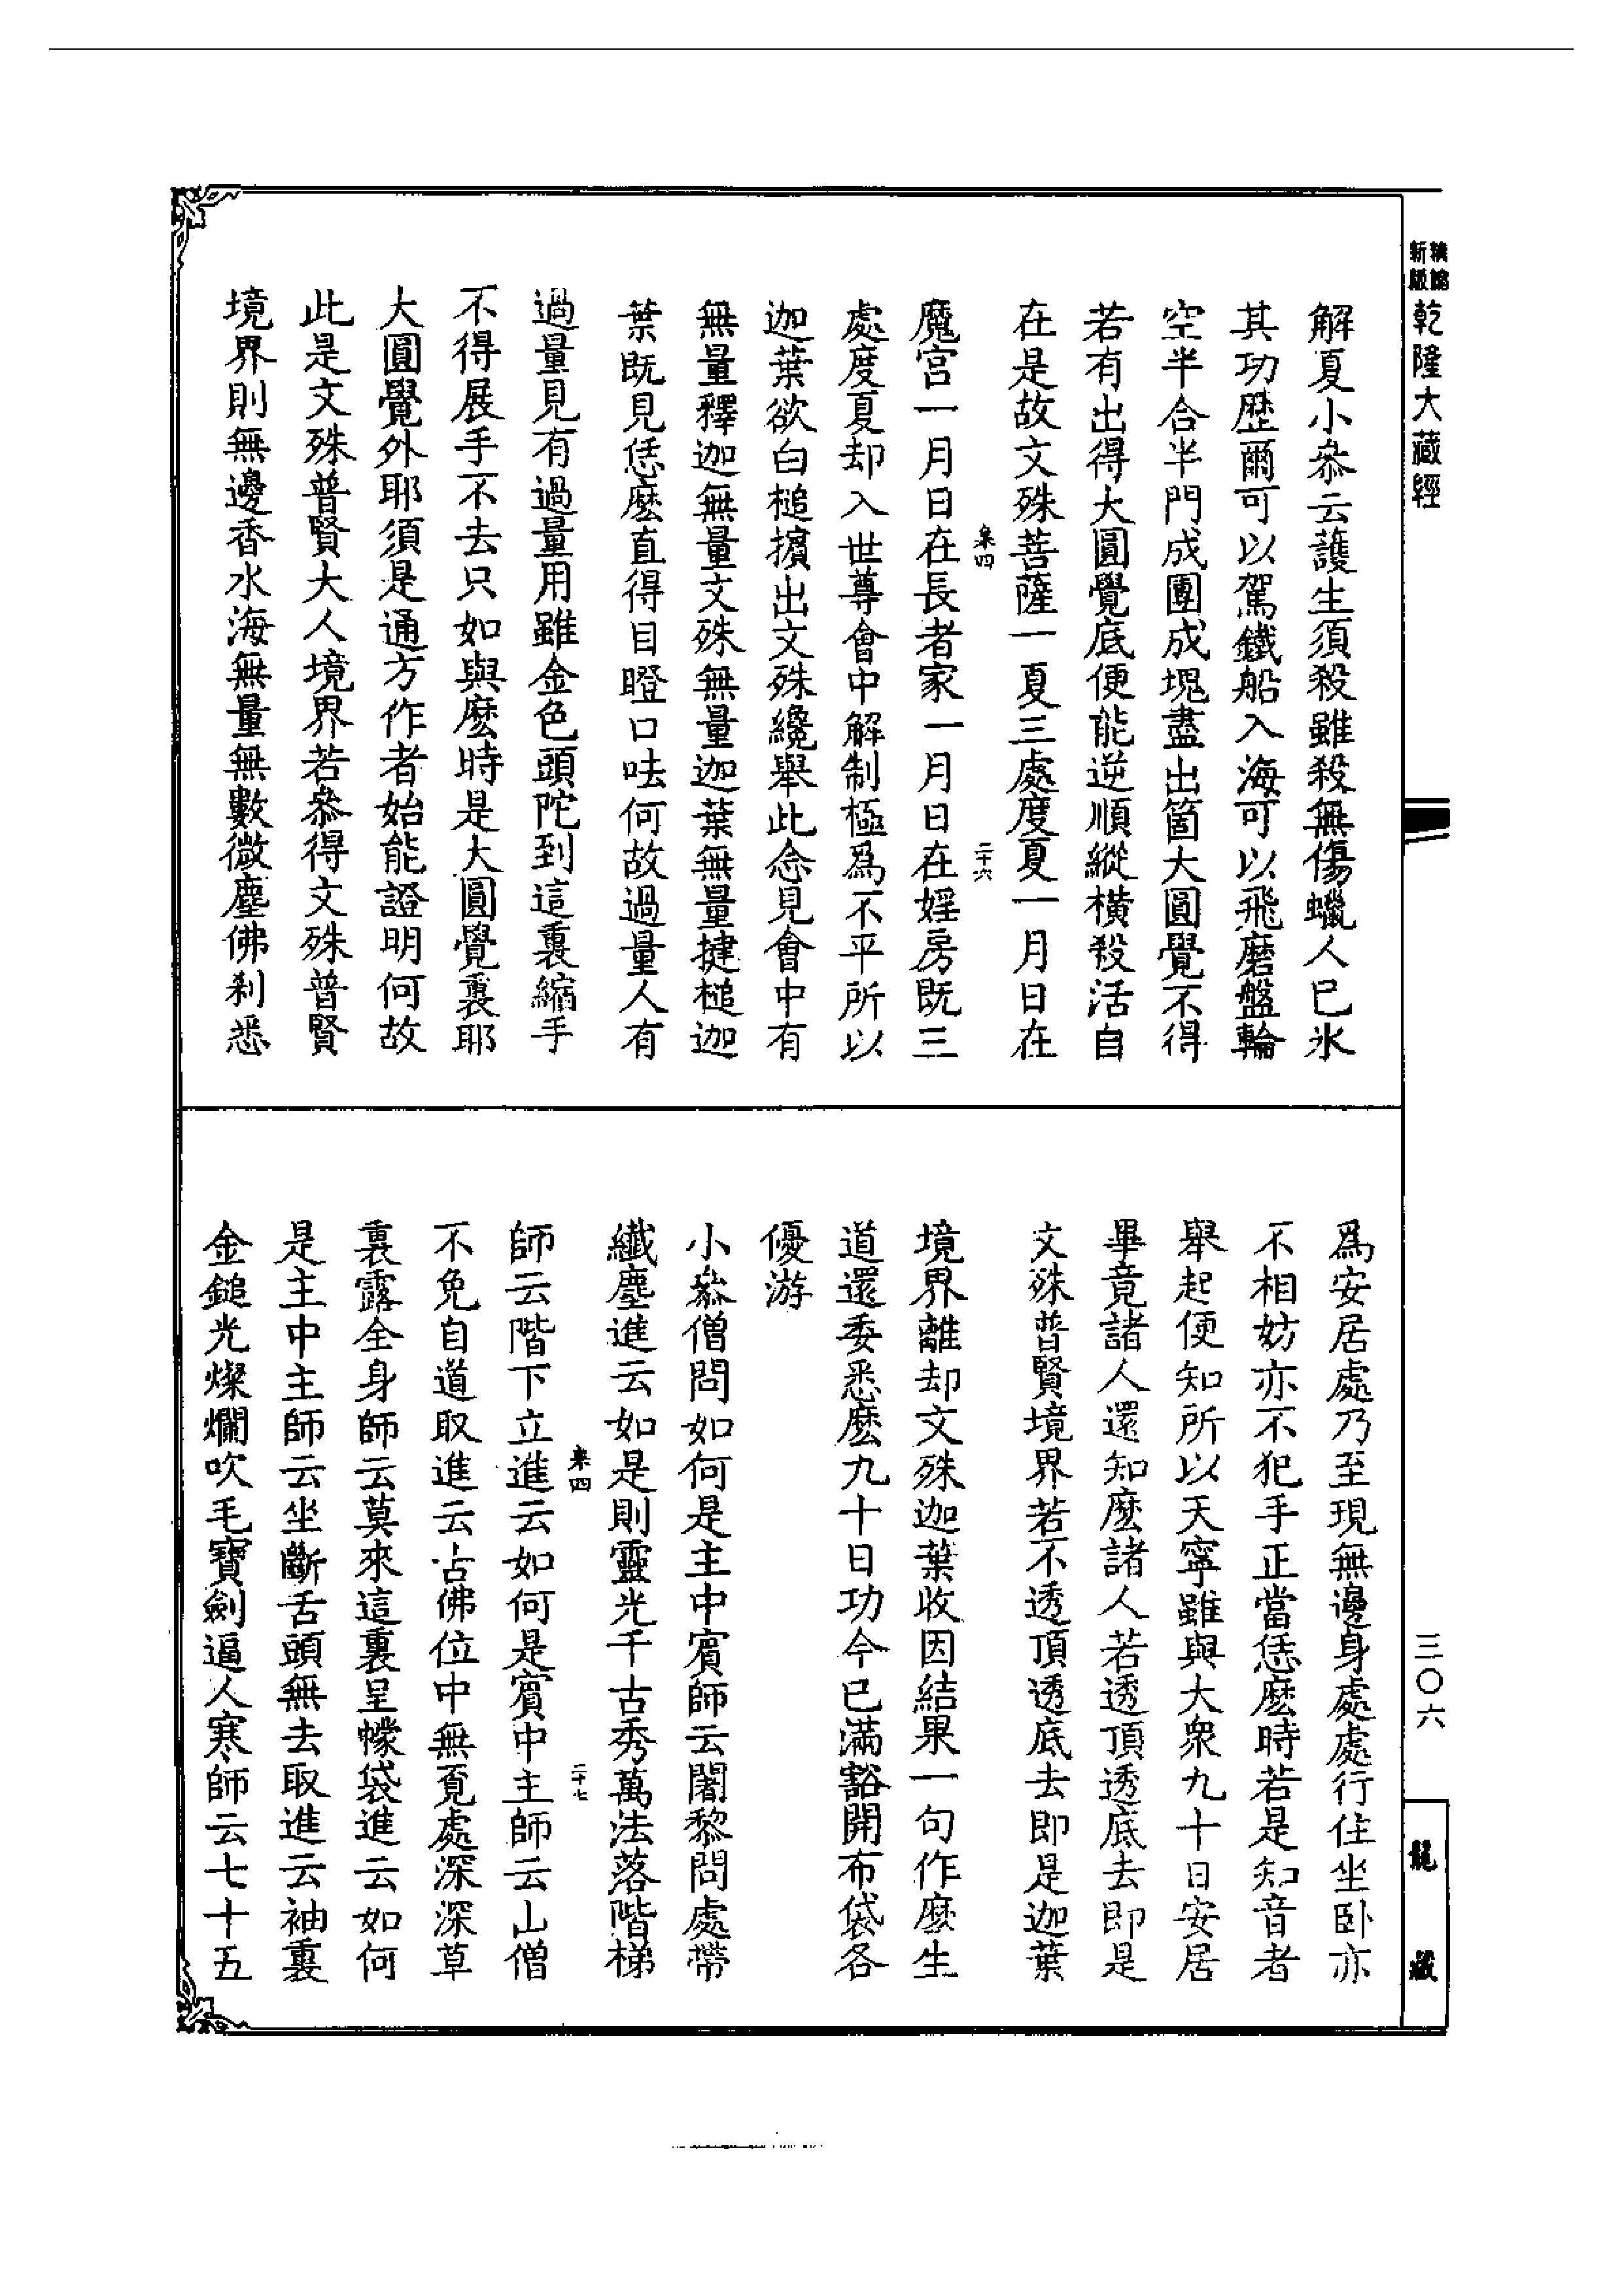 新版
精縮
乾隆大藏經
三〇六
龍藏
解夏小叅云護生須殺雖殺無傷蠟人已氷
其功歷爾可以駕鐵船入海可以飛磨盤輪
空半合半門成團成塊盡出箇大圓覺不得
若有出得大圓覺底便能逆順縱橫殺活自
在是故文殊菩薩一夏三處度夏一月日在
魔宮一月日在長者家一月日在婬房既三
處度夏却入世尊會中解制極爲不平所以
迦葉欲白槌擯出文殊纔舉此念見會中有
無量釋迦無量文殊無量迦葉無量揵槌迦
葉既見恁麽直得目瞪口呿何故過量人有
過量見有過量用雖金色頭陀到這裏縮手
不得展手不去只如與麽時是大圓覺裏耶
大圓覺外耶須是通方作者始能證明何故
此是文殊普賢大人境界若叅得文殊普賢
境界則無邊香水海無量無數微塵佛刹悉
二十六
爲安居處乃至現無邊身處處行住坐卧亦
不相妨亦不犯手正當恁麽時若是知音者
舉起便知所以天寧雖與大衆九十日安居
畢竟諸人還知麽諸人若透頂透底去即是
文殊普賢境界若不透頂透底去即是迦葉
境界離却文殊迦葉收因結果一句作麽生
道還委悉麽九十日功今已滿豁開布袋各
優游
小叅僧問如何是主中賓師云闍黎問處帶
纖塵進云如是則靈光千古秀萬法落階梯
師云階下立進云如何是賓中主師云山僧
不免自道取進云古佛位中無覔處深深草
裏露全身師云莫來這裏呈幪袋進云如何
是主中主師云坐斷舌頭無去取進云袖裏
金鎚光燦爛吹毛寶劍逼人寒師云七十五
二十七